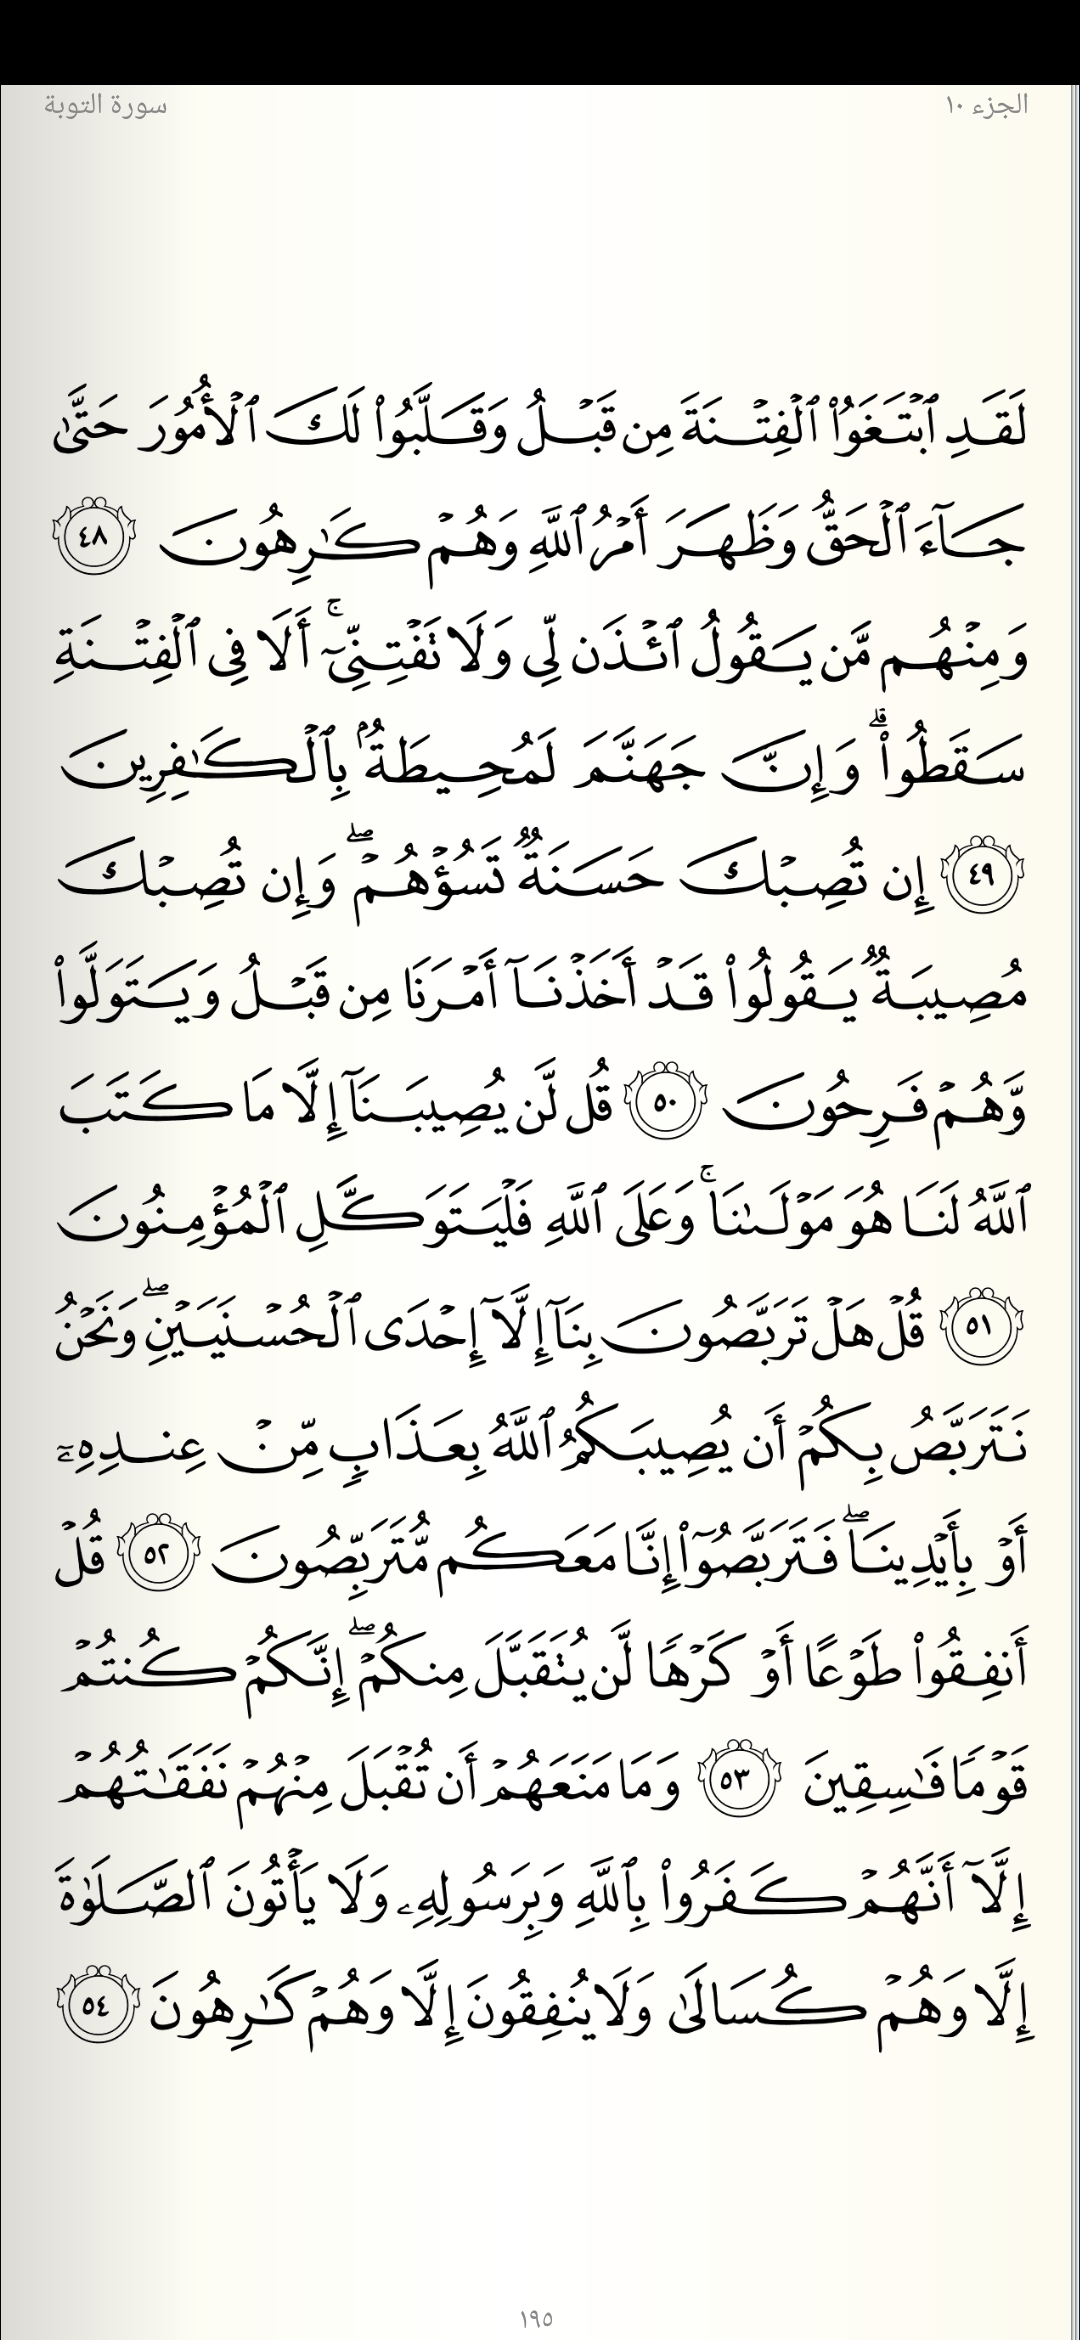 الجزء ١٠
سورة التوبة
لَقَدِ ٱبۡتَغَوُاْ ٱلۡفِتۡنَةَ مِن قَبۡلُ وَقَلَّبُواْ لَكَ ٱلۡأُمُورَ حَتَّىٰ
جَآءَ ٱلۡحَقُّ وَظَهَرَ أَمۡرُ ٱللَّهِ وَهُمۡ كَٰرِهُونَ ٤٨
وَمِنۡهُم مَّن يَقُولُ ٱئۡذَن لِّي وَلَا تَفۡتِنِّيٓۚ أَلَا فِي ٱلۡفِتۡنَةِ
سَقَطُواْۗ وَإِنَّ جَهَنَّمَ لَمُحِيطَةُۢ بِٱلۡكَٰفِرِينَ
٤٩ إِن تُصِبۡكَ حَسَنَةٞ تَسُؤۡهُمۡۖ وَإِن تُصِبۡكَ
مُصِيبَةٞ يَقُولُواْ قَدۡ أَخَذۡنَآ أَمۡرَنَا مِن قَبۡلُ وَيَتَوَلَّواْ
وَّهُمۡ فَرِحُونَ ٥٠ قُل لَّن يُصِيبَنَآ إِلَّا مَا كَتَبَ
ٱللَّهُ لَنَا هُوَ مَوۡلَىٰنَاۚ وَعَلَى ٱللَّهِ فَلۡيَتَوَكَّلِ ٱلۡمُؤۡمِنُونَ
٥١ قُلۡ هَلۡ تَرَبَّصُونَ بِنَآ إِلَّآ إِحۡدَى ٱلۡحُسۡنَيَيۡنِۖ وَنَحۡنُ
نَتَرَبَّصُ بِكُمۡ أَن يُصِيبَكُمُ ٱللَّهُ بِعَذَابٖ مِّنۡ عِندِهِۦٓ
أَوۡ بِأَيۡدِينَاۖ فَتَرَبَّصُوٓاْ إِنَّا مَعَكُم مُّتَرَبِّصُونَ ٥٢ قُلۡ
أَنفِقُواْ طَوۡعًا أَوۡ كَرۡهٗا لَّن يُتَقَبَّلَ مِنكُمۡۖ إِنَّكُمۡ كُنتُمۡ
قَوۡمٗا فَٰسِقِينَ ٥٣ وَمَا مَنَعَهُمۡ أَن تُقۡبَلَ مِنۡهُمۡ نَفَقَٰتُهُمۡ
إِلَّآ أَنَّهُمۡ كَفَرُواْ بِٱللَّهِ وَبِرَسُولِهِۦ وَلَا يَأۡتُونَ ٱلصَّلَوٰةَ
إِلَّا وَهُمۡ كُسَالَىٰ وَلَا يُنفِقُونَ إِلَّا وَهُمۡ كَٰرِهُونَ ٥٤
١٩٥